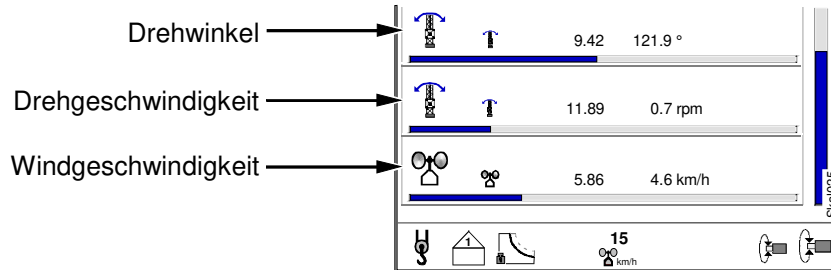 Drehwinkel
9.42 121.9 °
Drehgeschwindigkeit
11.89 0.7 rpm
Windgeschwindigkeit
5.86 4.6 km/h
1
15
km/h